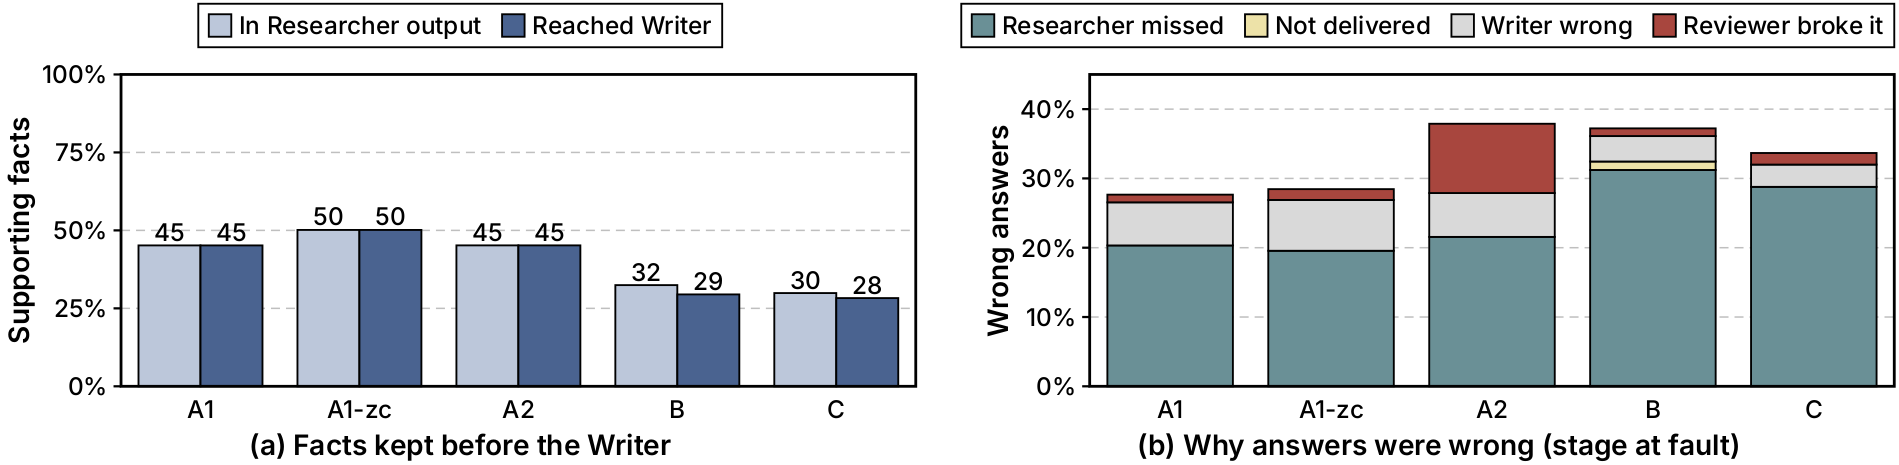 In Researcher output Reached Writer
Supporting facts
100%
75%
50%
25%
0%
45 45 50 50 45 45 32 29 30 28
A1 A1-zc A2 B C
(a) Facts kept before the Writer
Researcher missed Not delivered Writer wrong Reviewer broke it
Wrong answers
40%
30%
20%
10%
0%
A1 A1-zc A2 B C
(b) Why answers were wrong (stage at fault)